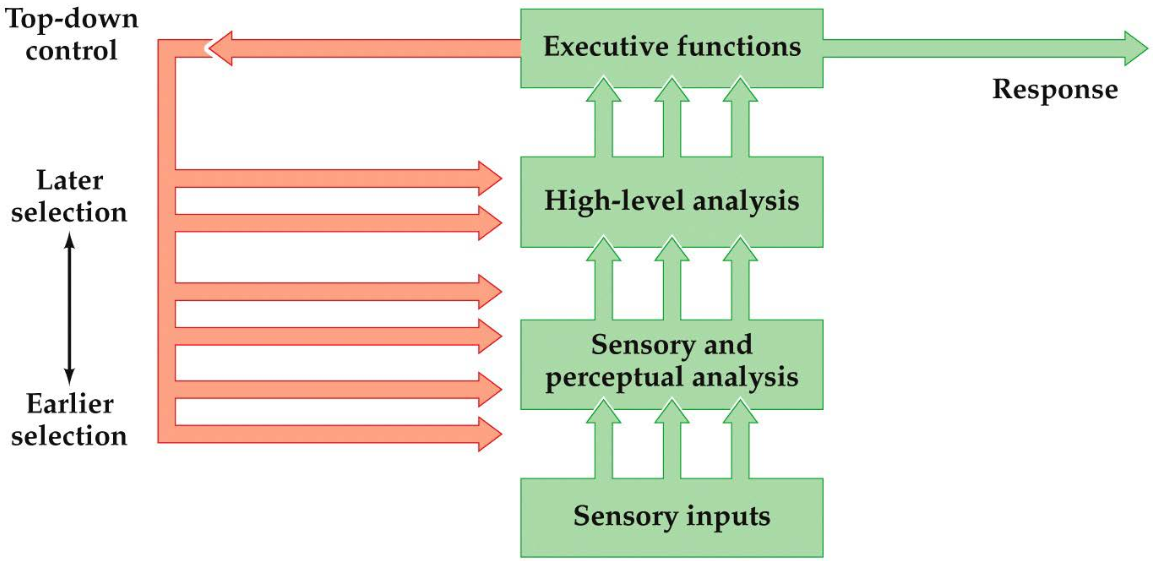 Top-down
control
Executive functions
Response
Later
selection
High-level analysis
Sensory and
perceptual analysis
Earlier
selection
Sensory inputs